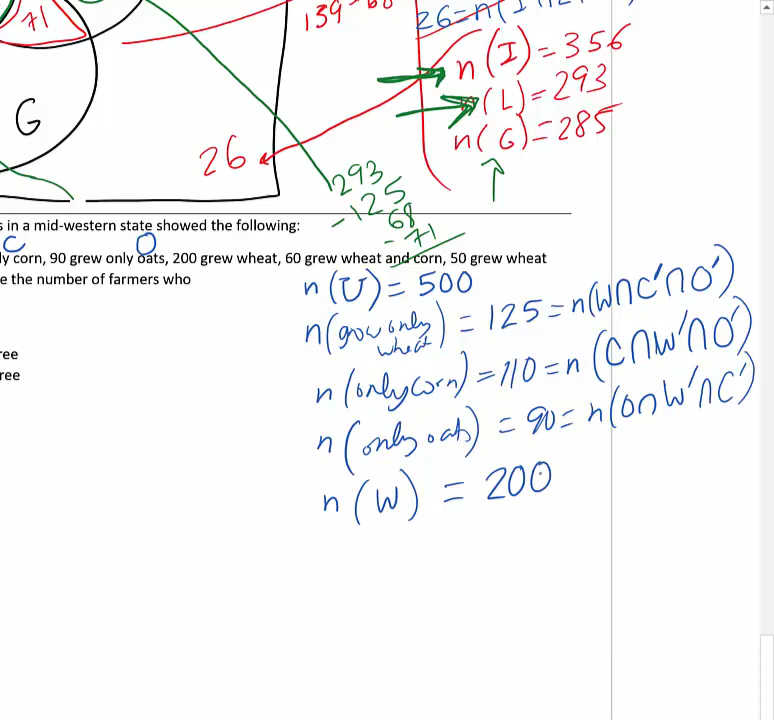 71
139
26 = n(I
n(I) = 356
n(L) = 293
n(G) = 285
G
26
293
-125
68
-71
s in a mid-western state showed the following:
C O
ly corn, 90 grew only oats, 200 grew wheat, 60 grew wheat and corn, 50 grew wheat
e the number of farmers who
n(U) = 500
n(grow only wheat) = 125 = n(W∩C'∩O')
ree
ree
n(only corn) = 110 = n(C∩W'∩O')
n(only oats) = 90 = n(O∩W'∩C')
n(W) = 200